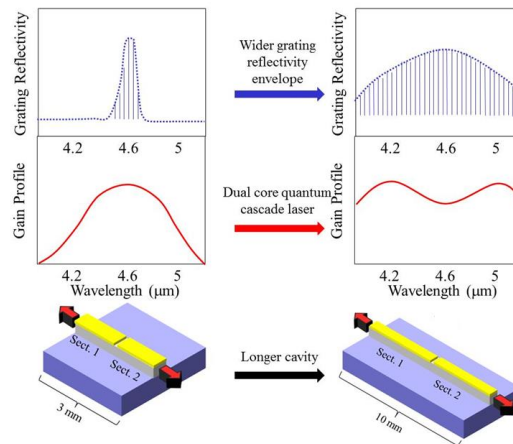 Grating Reflectivity
4.2 4.6 5
Wider grating
reflectivity
envelope
Grating Reflectivity
4.2 4.6 5
Gain Profile
4.2 4.6 5
Wavelength (μm)
Dual core quantum
cascade laser
Gain Profile
4.2 4.6 5
Wavelength (μm)
Sect. 1
Sect. 2
3 mm
Longer cavity
Sect. 1
Sect. 2
10 mm